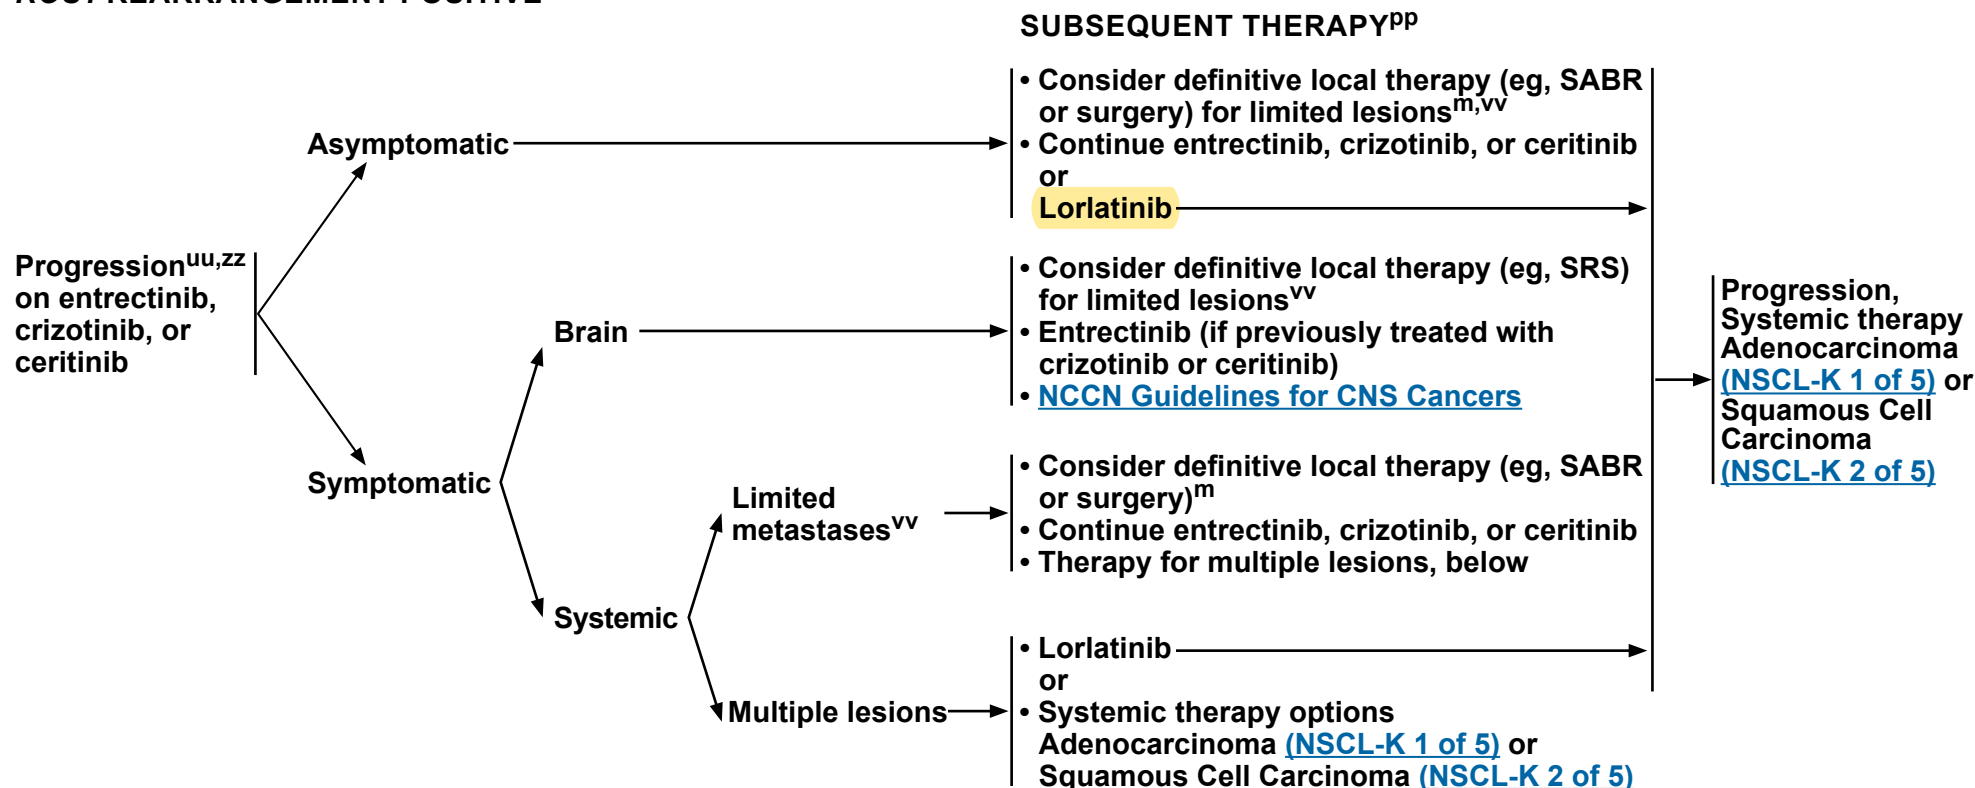 SUBSEQUENT THERAPYpp
• Consider definitive local therapy (eg, SABR
or surgery) for limited lesionsm,vv
• Continue entrectinib, crizotinib, or ceritinib
or
Lorlatinib
Asymptomatic
Progressionuu,zz
on entrectinib,
crizotinib, or
ceritinib
Brain
• Consider definitive local therapy (eg, SRS)
for limited lesionsvv
• Entrectinib (if previously treated with
crizotinib or ceritinib)
• NCCN Guidelines for CNS Cancers
Symptomatic
Limited
metastasesvv
• Consider definitive local therapy (eg, SABR
or surgery)m
• Continue entrectinib, crizotinib, or ceritinib
• Therapy for multiple lesions, below
Systemic
Multiple lesions
• Lorlatinib
or
• Systemic therapy options
Adenocarcinoma (NSCL-K 1 of 5) or
Squamous Cell Carcinoma (NSCL-K 2 of 5)
Progression,
Systemic therapy
Adenocarcinoma
(NSCL-K 1 of 5) or
Squamous Cell
Carcinoma
(NSCL-K 2 of 5)